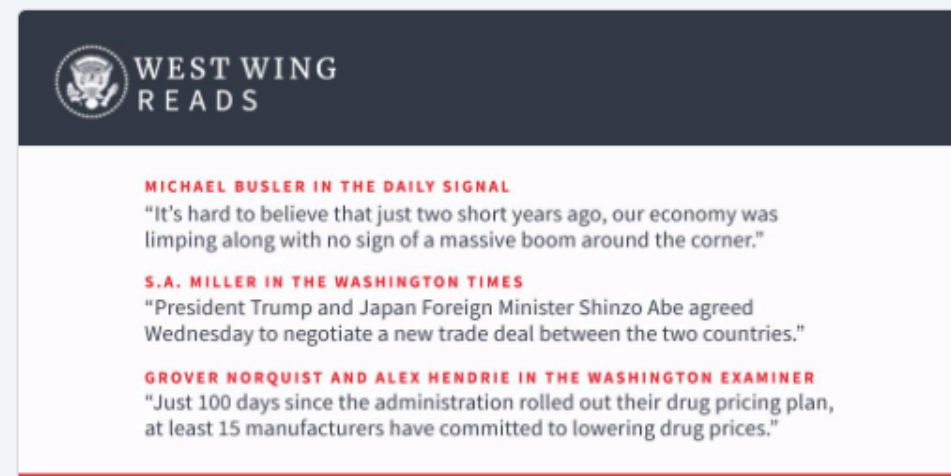 WEST WING
READS
MICHAEL BUSLER IN THE DAILY SIGNAL
“It’s hard to believe that just two short years ago, our economy was
limping along with no sign of a massive boom around the corner.”
S.A. MILLER IN THE WASHINGTON TIMES
“President Trump and Japan Foreign Minister Shinzo Abe agreed
Wednesday to negotiate a new trade deal between the two countries.”
GROVER NORQUIST AND ALEX HENDRIE IN THE WASHINGTON EXAMINER
“Just 100 days since the administration rolled out their drug pricing plan,
at least 15 manufacturers have committed to lowering drug prices.”